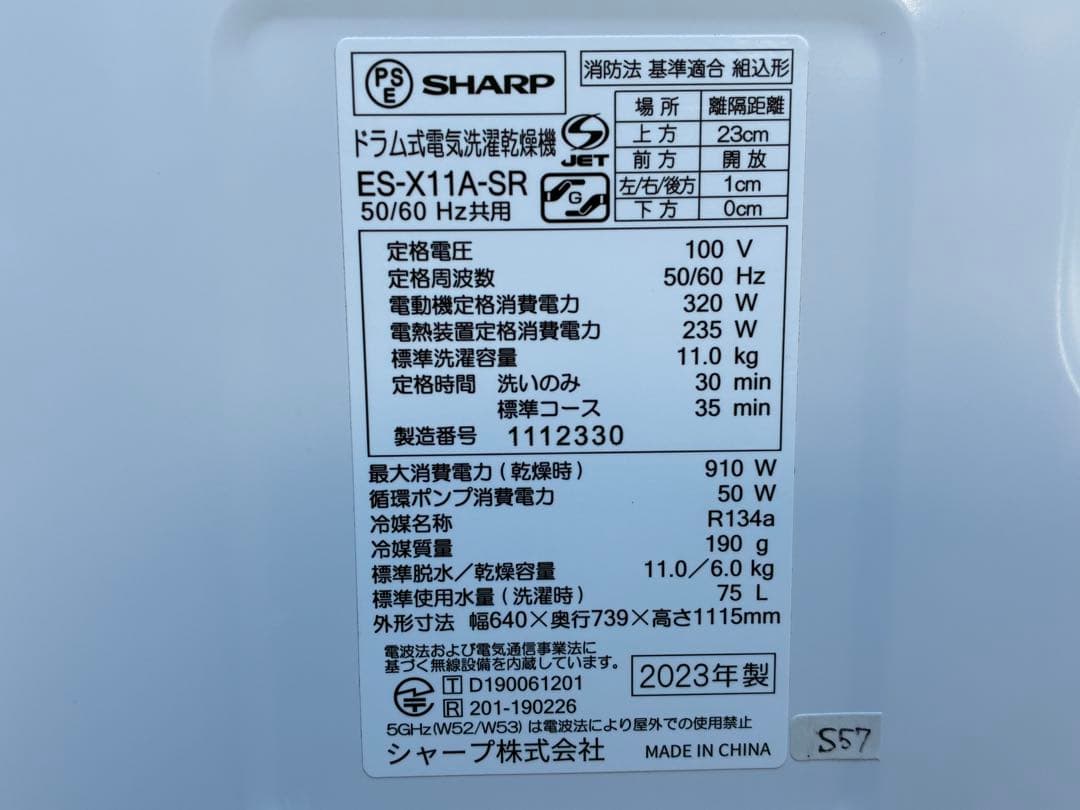 PSE SHARP
消防法 基準適合 組込形
場所 離隔距離
上方 23cm
前方 開放
左/右/後方 1cm
下方 0cm
ドラム式電気洗濯乾燥機
S JET
ES-X11A-SR
G
50/60 Hz共用
定格電圧 100 V
定格周波数 50/60 Hz
電動機定格消費電力 320 W
電熱装置定格消費電力 235 W
標準洗濯容量 11.0 kg
定格時間 洗いのみ 30 min
標準コース 35 min
製造番号 1112330
最大消費電力(乾燥時) 910 W
循環ポンプ消費電力 50 W
冷媒名称 R134a
冷媒質量 190 g
標準脱水/乾燥容量 11.0/6.0 kg
標準使用水量(洗濯時) 75 L
外形寸法 幅640×奥行739×高さ1115mm
電波法および電気通信事業法に
基づく無線設備を内蔵しています。
T D190061201
R 201-190226
2023年製
5GHz(W52/W53)は電波法により屋外での使用禁止
シャープ株式会社 MADE IN CHINA
S57